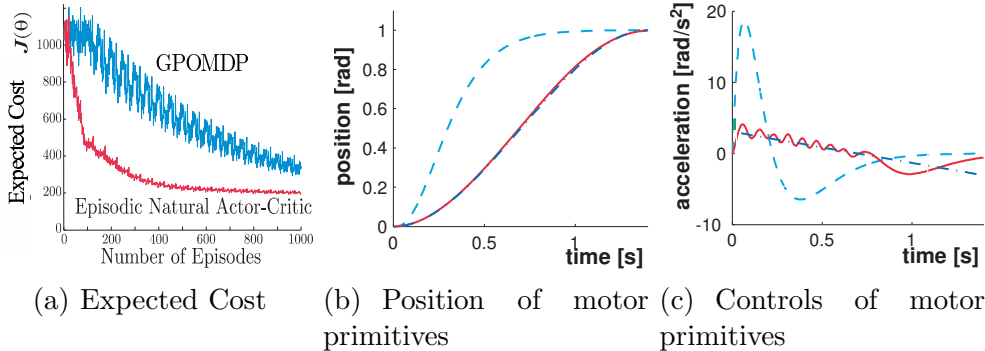 Expected Cost J(θ)
1200
1000
800
600
400
200
0
GPOMDP
Episodic Natural Actor-Critic
0 200 400 600 800 1000
Number of Episodes
(a) Expected Cost
position [rad]
1
0.8
0.6
0.4
0.2
0
0 0.5 1
time [s]
(b) Position of motor
primitives
acceleration [rad/s²]
20
10
0
-10
0 0.5 1
time [s]
(c) Controls of motor
primitives